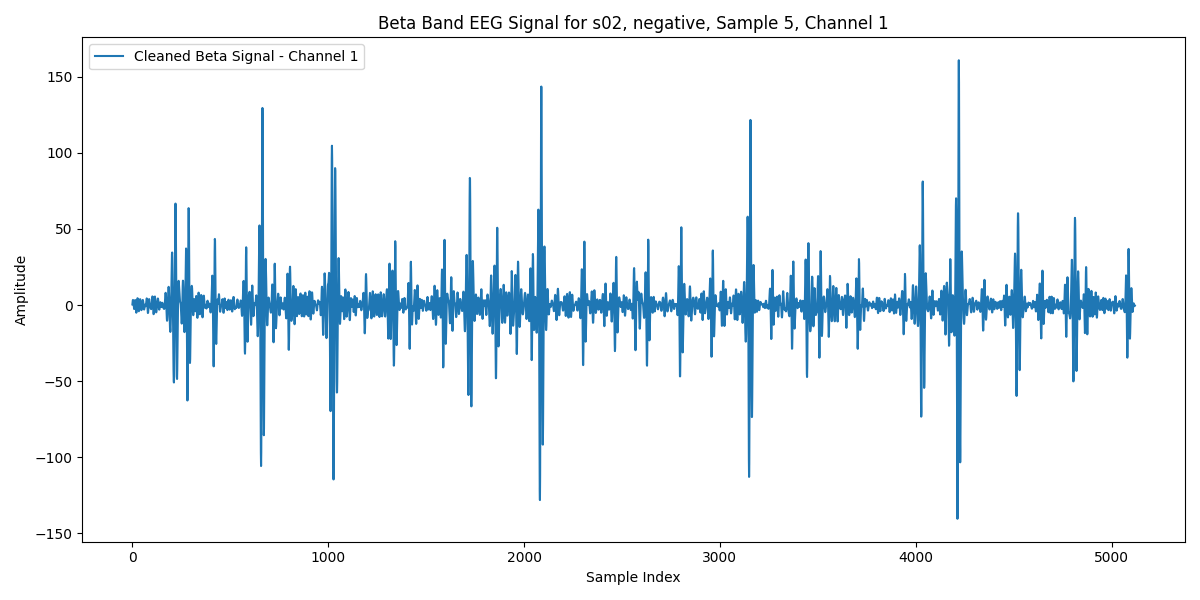 Beta Band EEG Signal for s02, negative, Sample 5, Channel 1
Cleaned Beta Signal - Channel 1
Amplitude
150
100
50
0
−50
−100
−150
0 1000 2000 3000 4000 5000
Sample Index